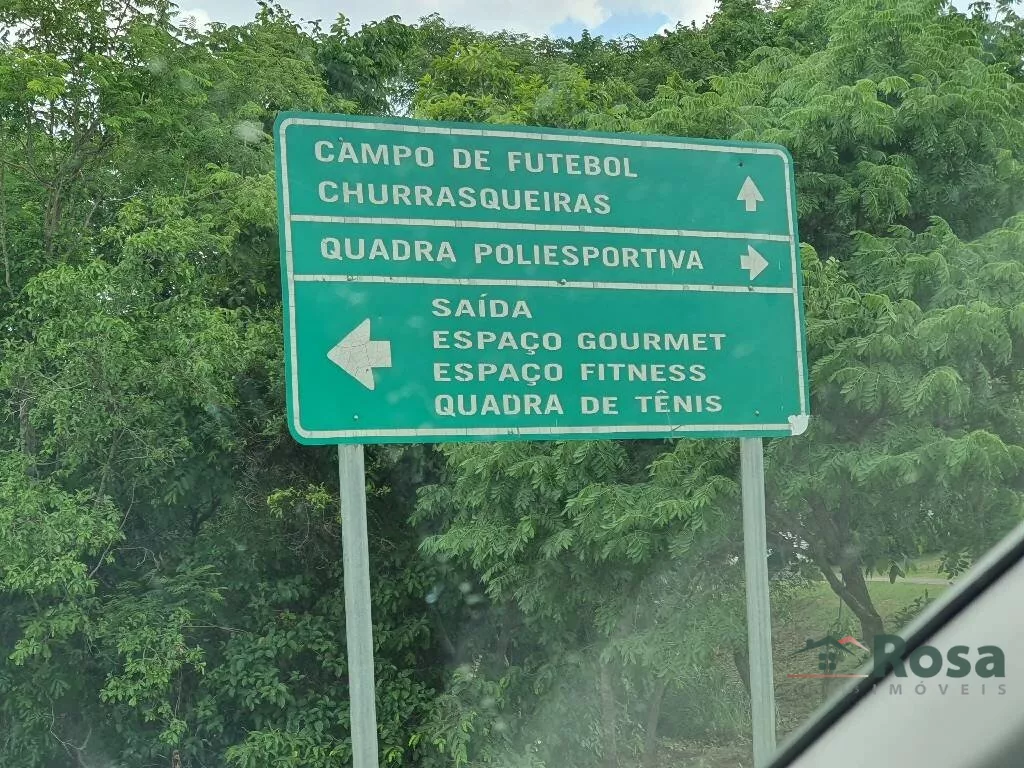 CAMPO DE FUTEBOL
CHURRASQUEIRAS
QUADRA POLIESPORTIVA
SAÍDA
ESPAÇO GOURMET
ESPAÇO FITNESS
QUADRA DE TÊNIS
Rosa
IMÓVEIS